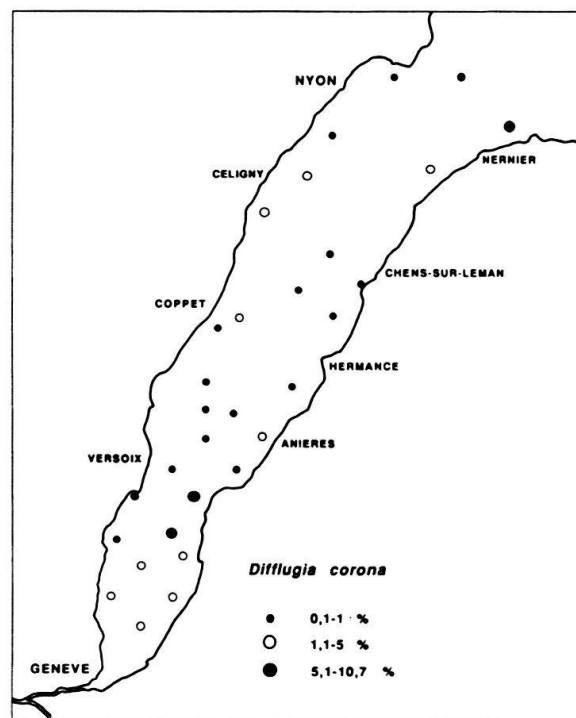 NYON
CELIGNY
NERNIER
CHENS-SUR-LEMAN
COPPET
HERMANCE
ANIERES
VERSOIX
Difflugia corona
0,1-1 %
1,1-5 %
GENEVE
5,1-10,7 %